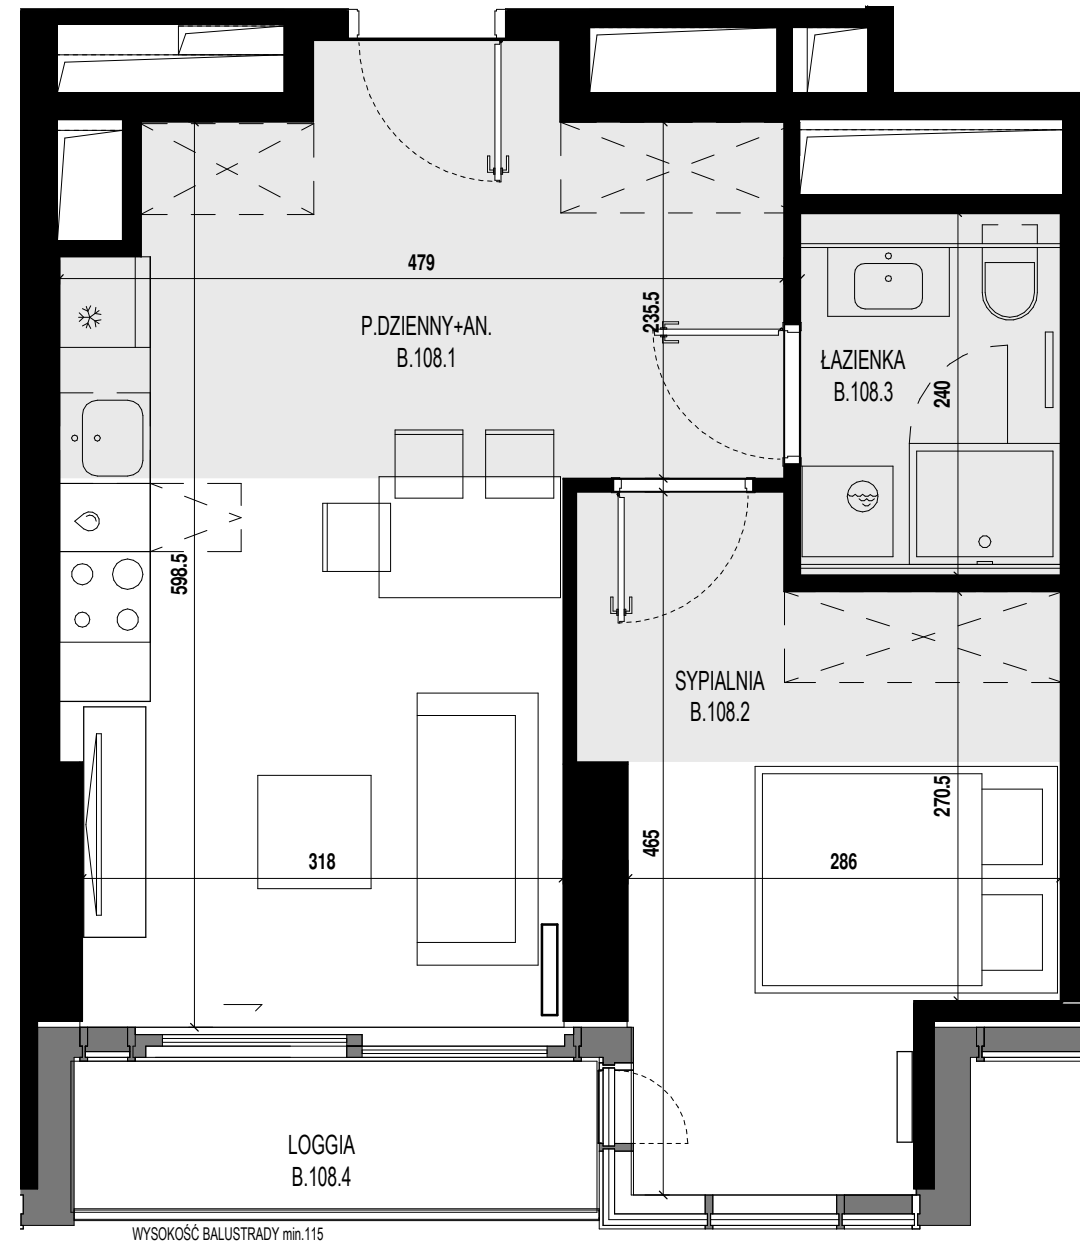 479
235.5
P.DZIENNY+AN.
B.108.1
ŁAZIENKA
B.108.3
240
598.5
SYPIALNIA
B.108.2
270.5
465
318
286
LOGGIA
B.108.4
WYSOKOŚĆ BALUSTRADY min.115